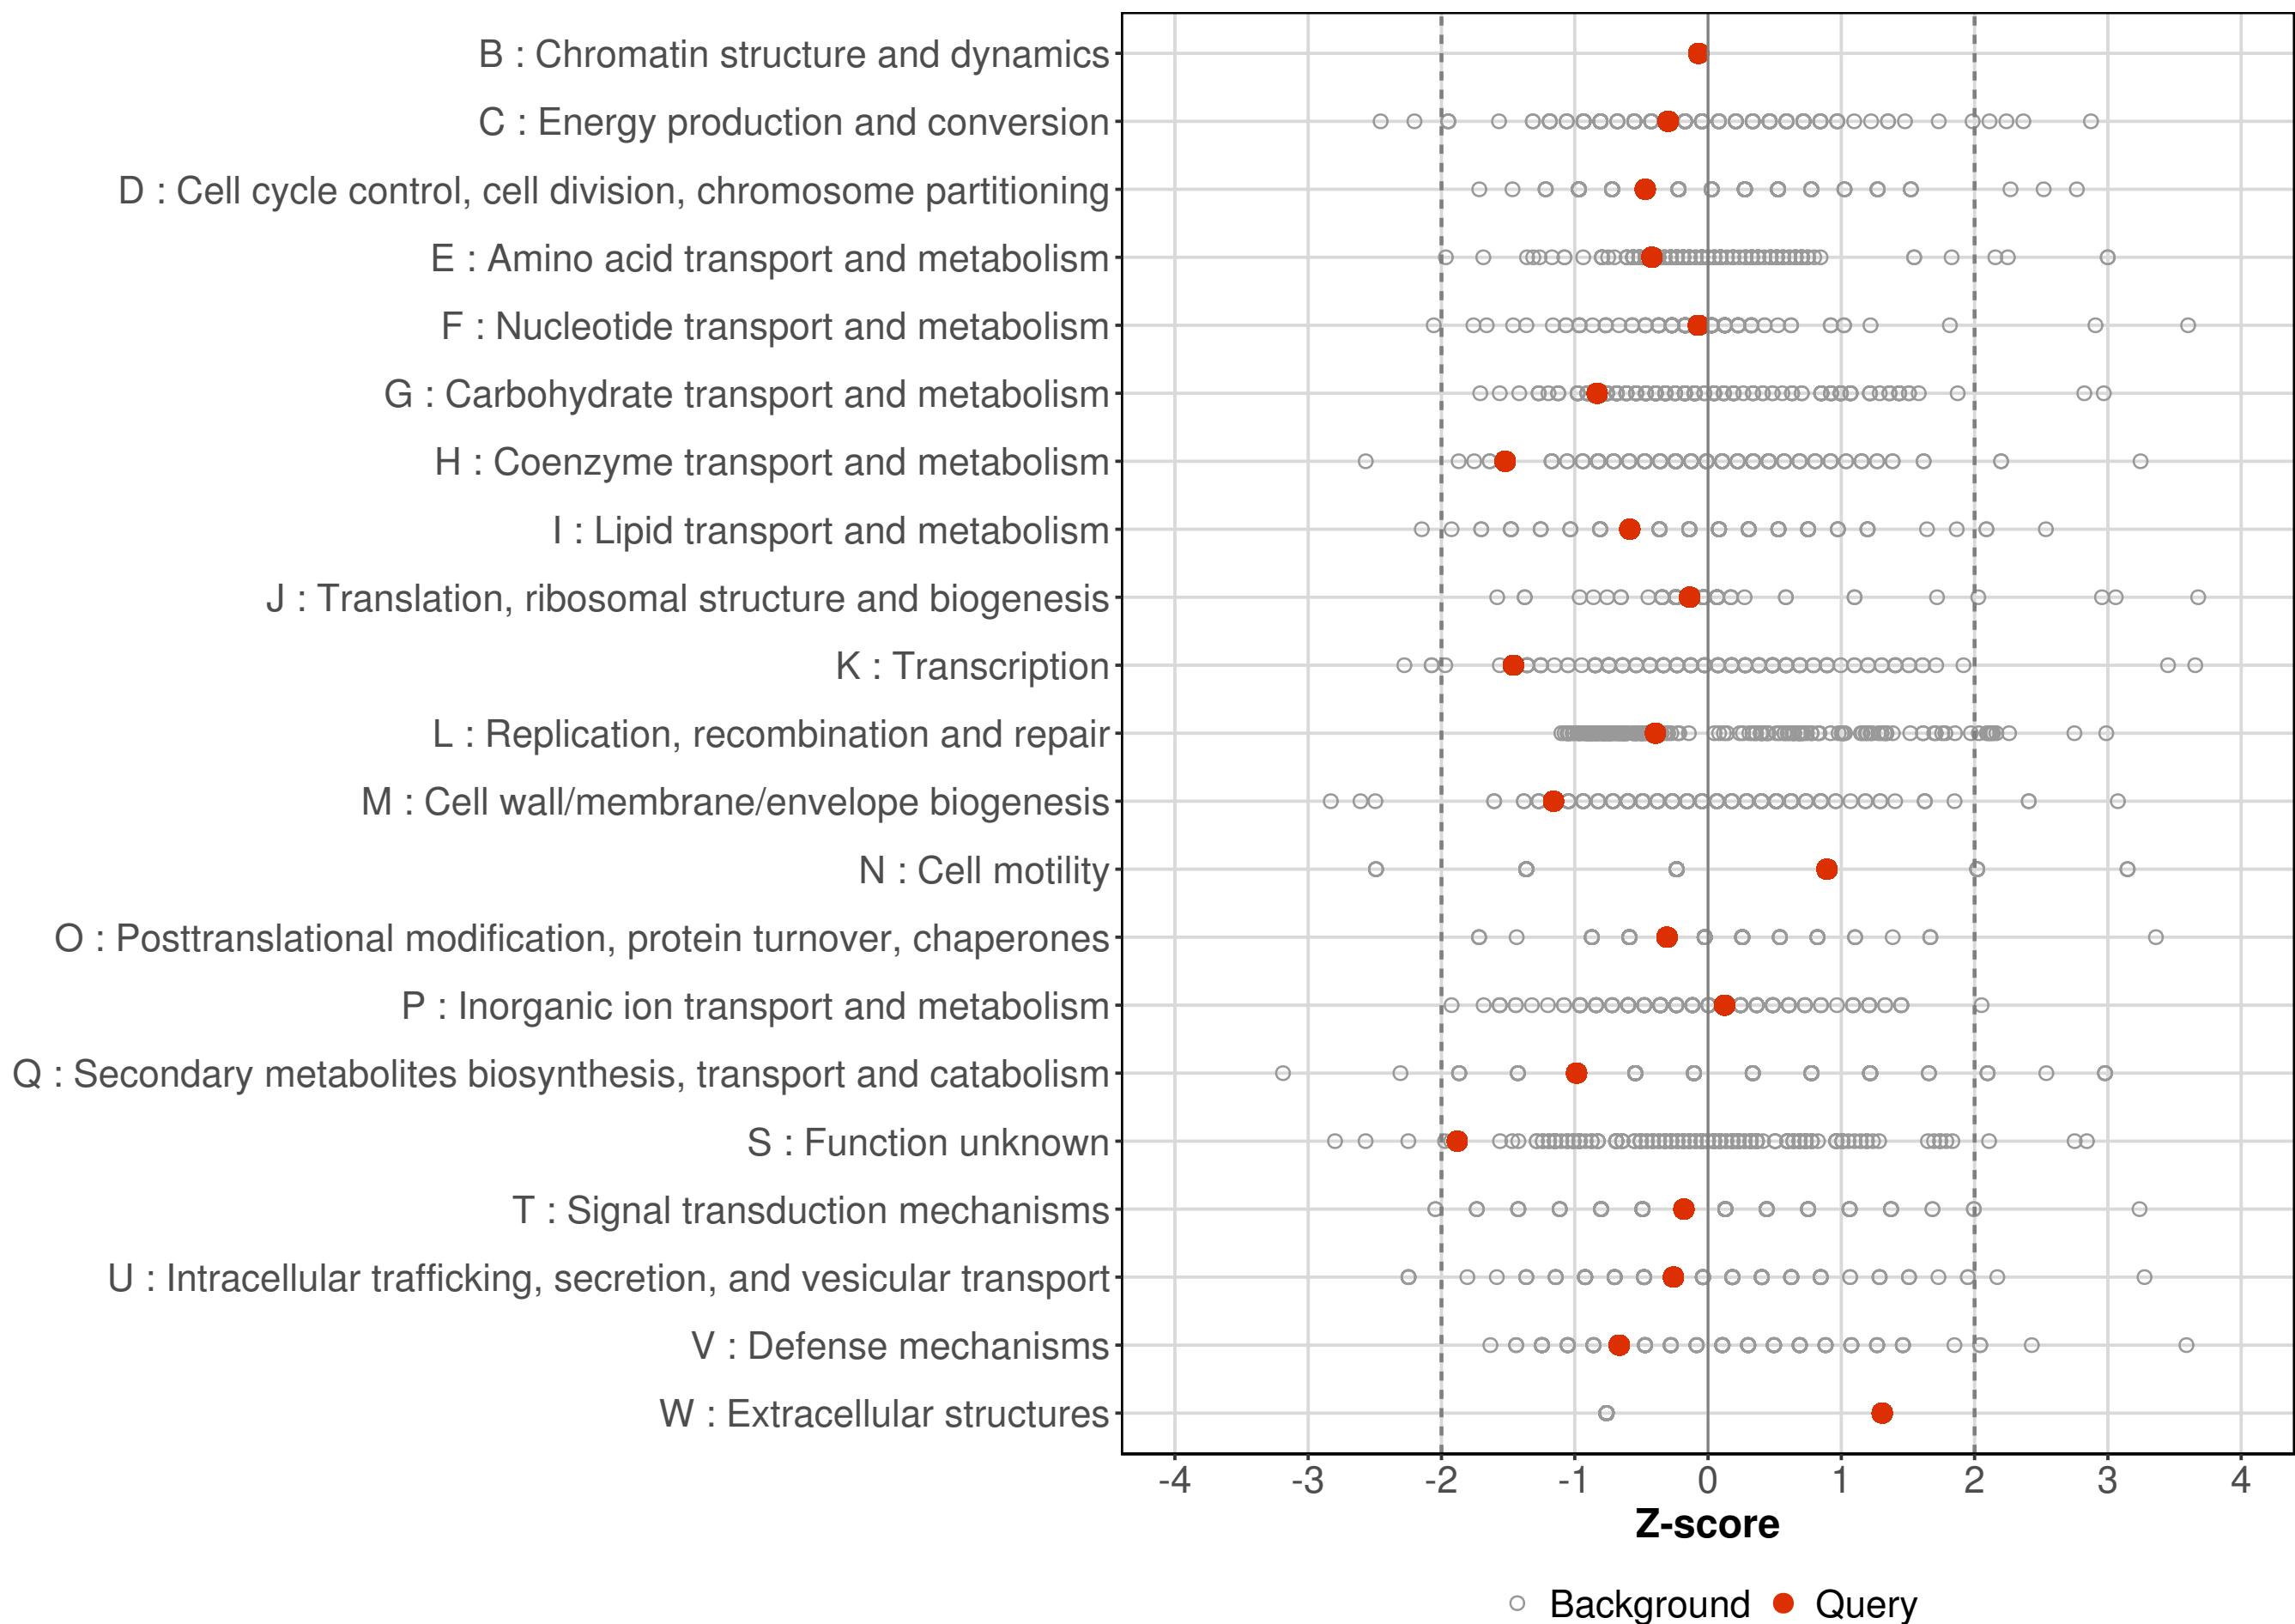 B : Chromatin structure and dynamics
C : Energy production and conversion
D : Cell cycle control, cell division, chromosome partitioning
E : Amino acid transport and metabolism
F : Nucleotide transport and metabolism
G : Carbohydrate transport and metabolism
H : Coenzyme transport and metabolism
I : Lipid transport and metabolism
J : Translation, ribosomal structure and biogenesis
K : Transcription
L : Replication, recombination and repair
M : Cell wall/membrane/envelope biogenesis
N : Cell motility
O : Posttranslational modification, protein turnover, chaperones
P : Inorganic ion transport and metabolism
Q : Secondary metabolites biosynthesis, transport and catabolism
S : Function unknown
T : Signal transduction mechanisms
U : Intracellular trafficking, secretion, and vesicular transport
V : Defense mechanisms
W : Extracellular structures
-4 -3 -2 -1 0 1 2 3 4
Z-score
Background Query